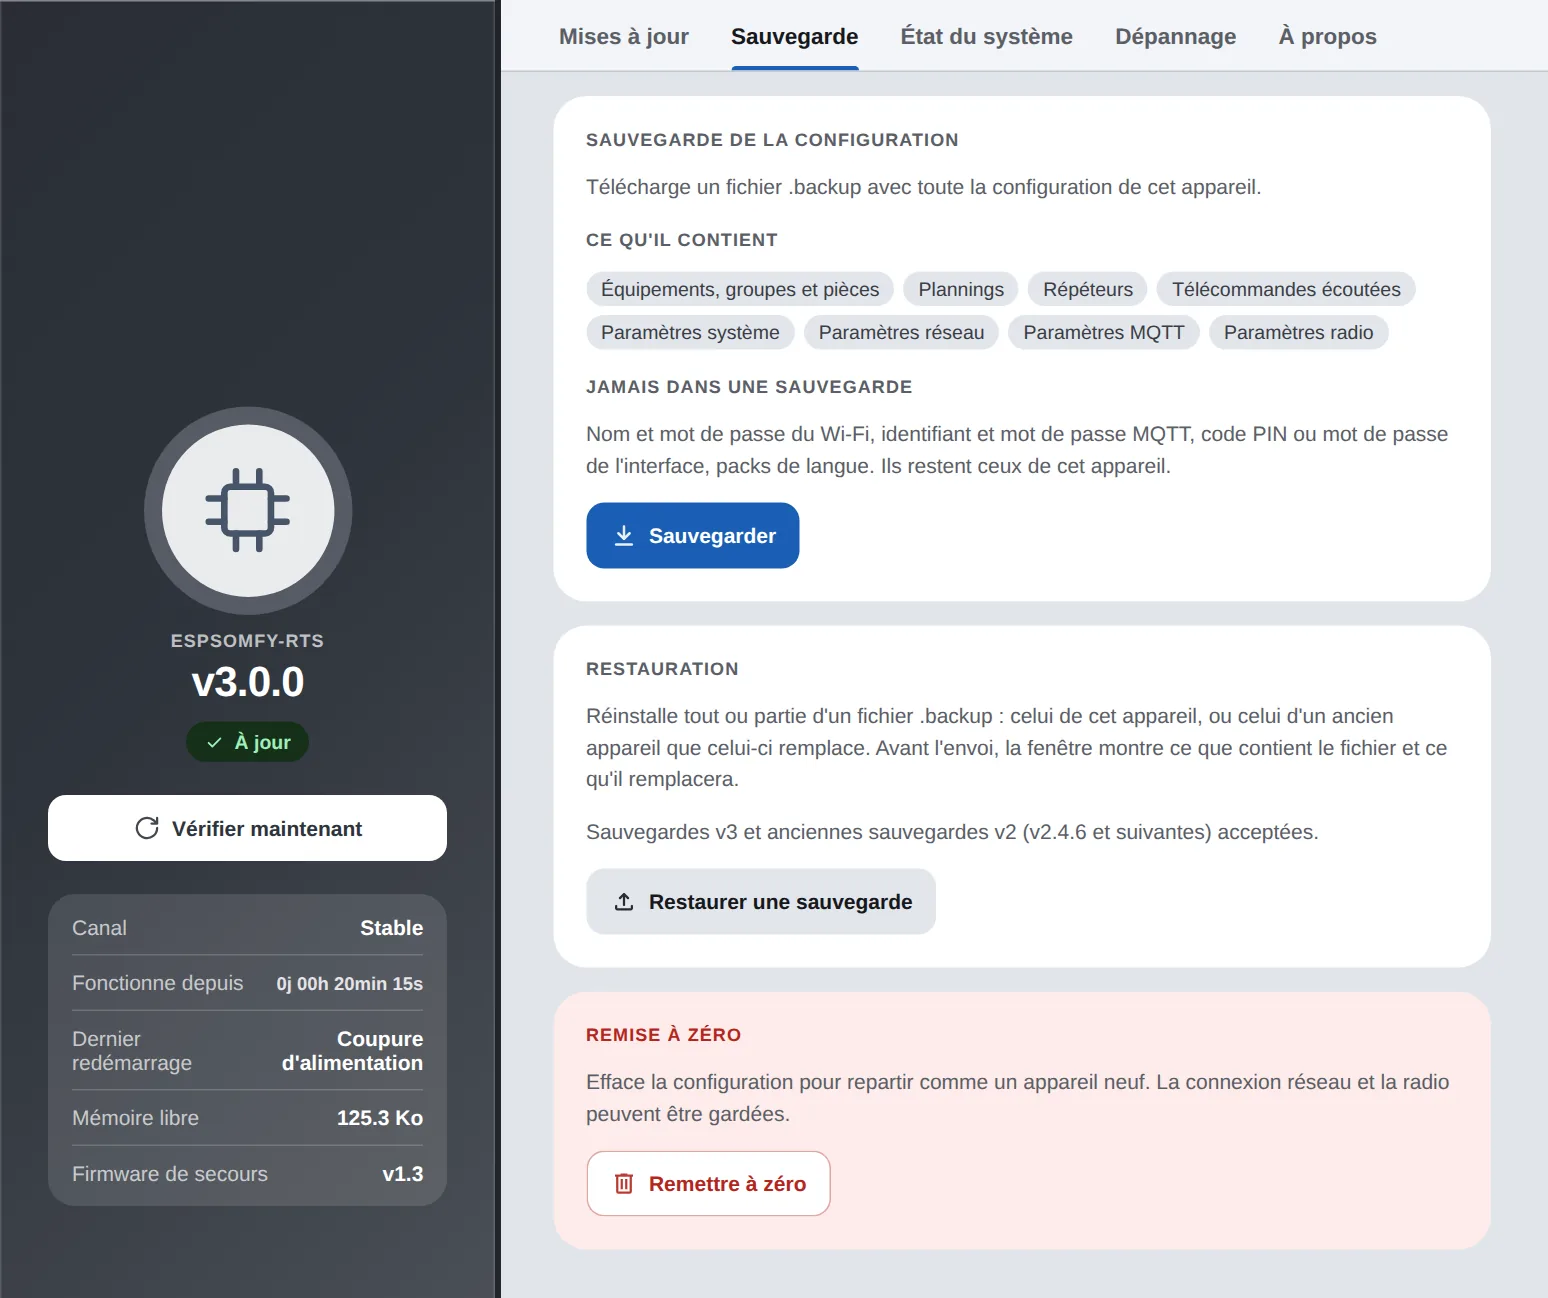 ESPSOMFY-RTS
v3.0.0
À jour
Vérifier maintenant
Canal Stable
Fonctionne depuis 0j 00h 20min 15s
Dernier redémarrage Coupure d'alimentation
Mémoire libre 125.3 Ko
Firmware de secours v1.3
Mises à jour Sauvegarde État du système Dépannage À propos
SAUVEGARDE DE LA CONFIGURATION
Télécharge un fichier .backup avec toute la configuration de cet appareil.
CE QU'IL CONTIENT
Équipements, groupes et pièces Plannings Répéteurs Télécommandes écoutées
Paramètres système Paramètres réseau Paramètres MQTT Paramètres radio
JAMAIS DANS UNE SAUVEGARDE
Nom et mot de passe du Wi-Fi, identifiant et mot de passe MQTT, code PIN ou mot de passe
de l'interface, packs de langue. Ils restent ceux de cet appareil.
Sauvegarder
RESTAURATION
Réinstalle tout ou partie d'un fichier .backup : celui de cet appareil, ou celui d'un ancien
appareil que celui-ci remplace. Avant l'envoi, la fenêtre montre ce que contient le fichier et ce
qu'il remplacera.
Sauvegardes v3 et anciennes sauvegardes v2 (v2.4.6 et suivantes) acceptées.
Restaurer une sauvegarde
REMISE À ZÉRO
Efface la configuration pour repartir comme un appareil neuf. La connexion réseau et la radio
peuvent être gardées.
Remettre à zéro